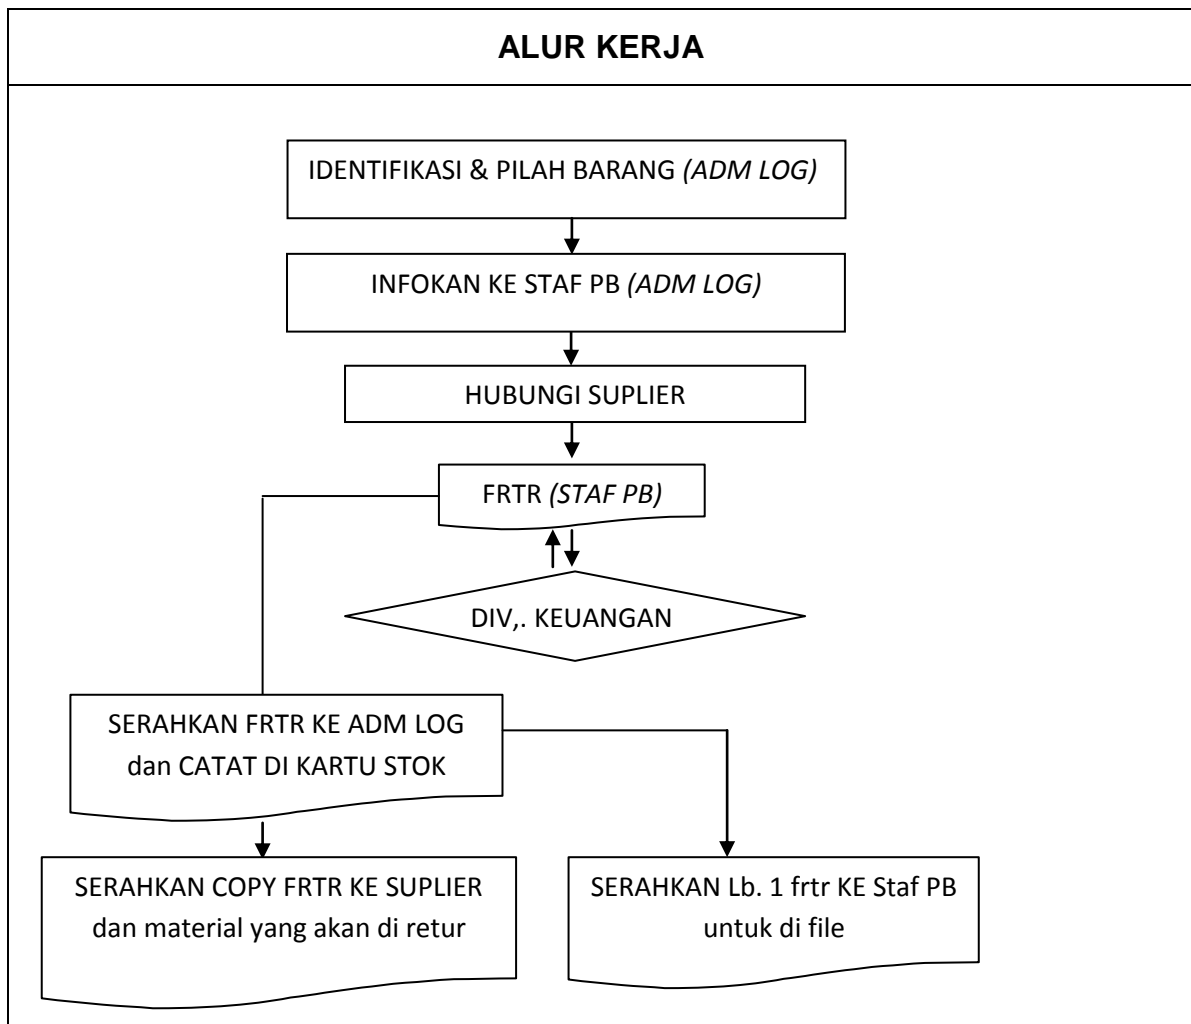 ALUR KERJA
IDENTIFIKASI & PILAH BARANG (ADM LOG)
INFOKAN KE STAF PB (ADM LOG)
HUBUNGI SUPLIER
FRTR (STAF PB)
DIV,. KEUANGAN
SERAHKAN FRTR KE ADM LOG
dan CATAT DI KARTU STOK
SERAHKAN COPY FRTR KE SUPLIER
dan material yang akan di retur
SERAHKAN Lb. 1 frtr KE Staf PB
untuk di file